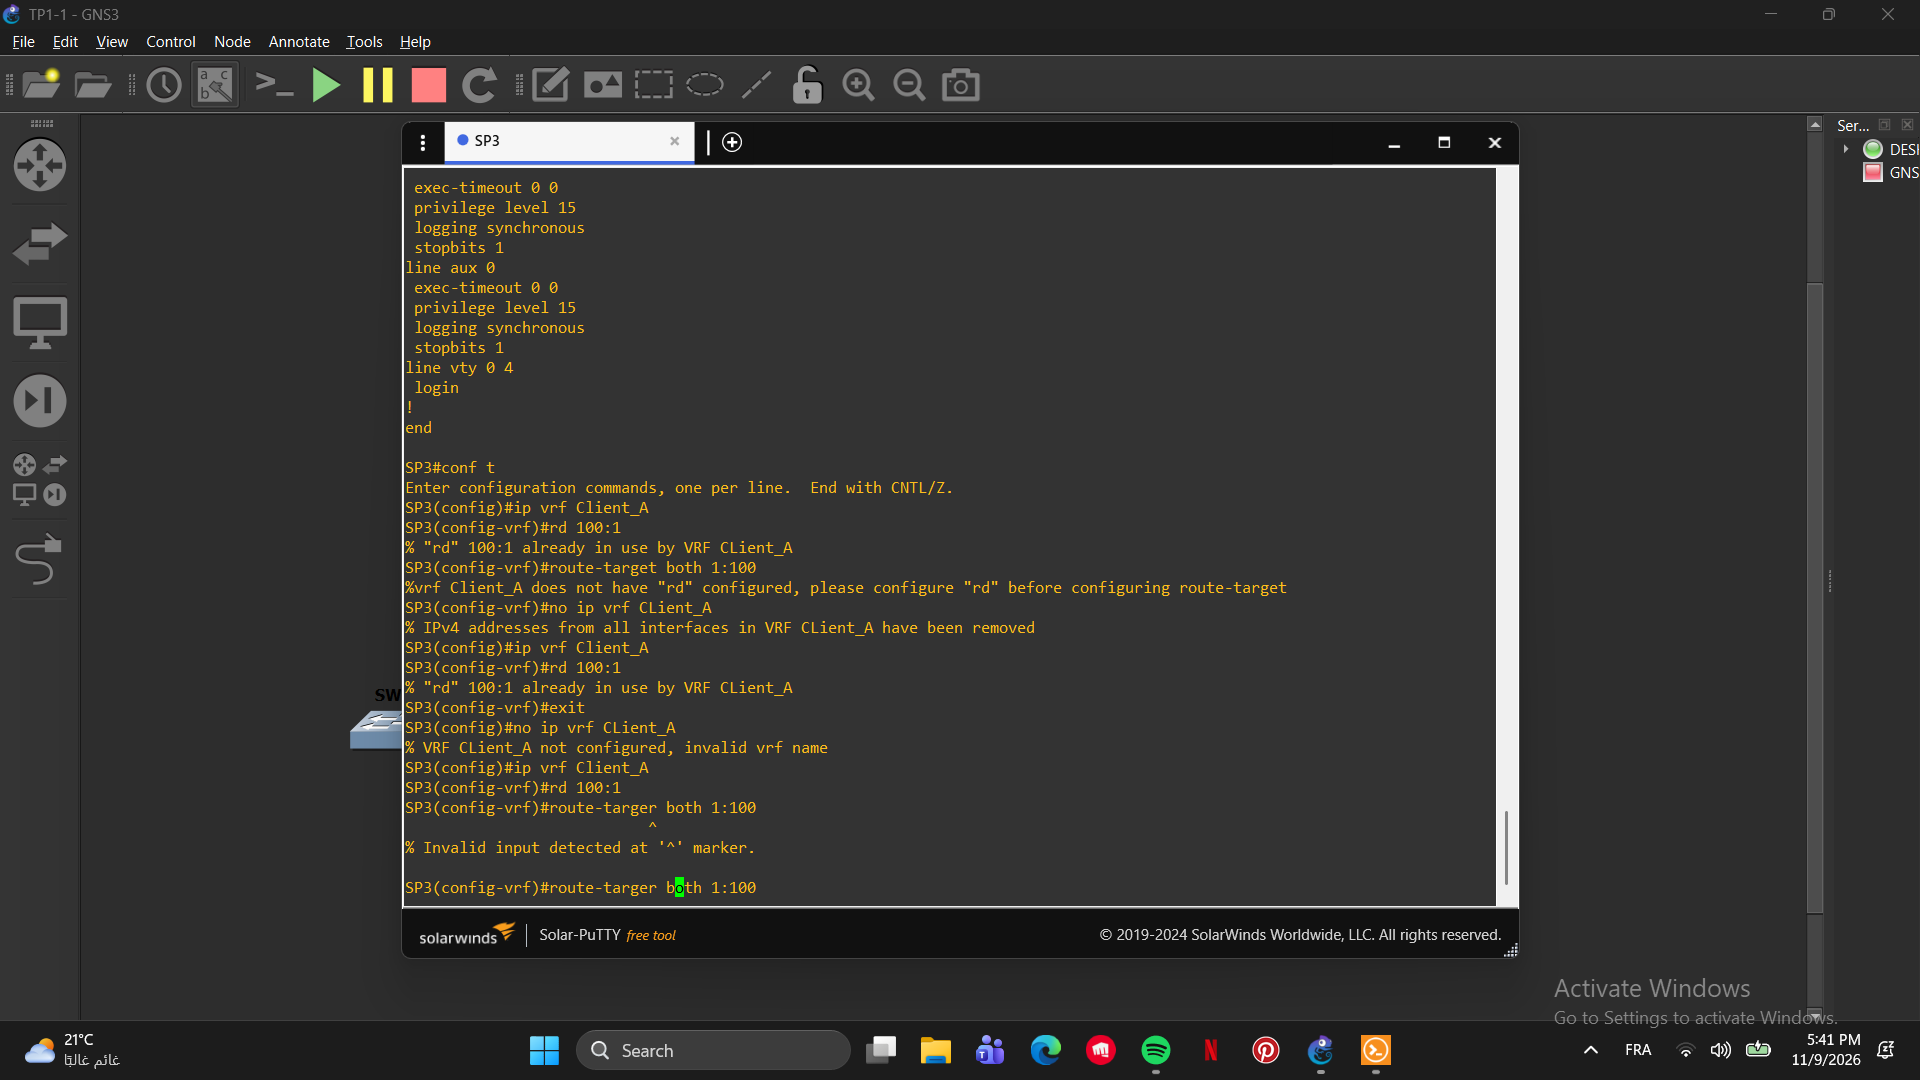 TP1-1 - GNS3
File Edit View Control Node Annotate Tools Help
SP3
Ser...
DESH
GNS
exec-timeout 0 0
privilege level 15
logging synchronous
stopbits 1
line aux 0
exec-timeout 0 0
privilege level 15
logging synchronous
stopbits 1
line vty 0 4
login
!
end
SP3#conf t
Enter configuration commands, one per line.  End with CNTL/Z.
SP3(config)#ip vrf Client_A
SP3(config-vrf)#rd 100:1
% "rd" 100:1 already in use by VRF CLient_A
SP3(config-vrf)#route-target both 1:100
%vrf Client_A does not have "rd" configured, please configure "rd" before configuring route-target
SP3(config-vrf)#no ip vrf CLient_A
% IPv4 addresses from all interfaces in VRF CLient_A have been removed
SP3(config)#ip vrf Client_A
SP3(config-vrf)#rd 100:1
% "rd" 100:1 already in use by VRF CLient_A
SP3(config-vrf)#exit
SP3(config)#no ip vrf CLient_A
% VRF CLient_A not configured, invalid vrf name
SP3(config)#ip vrf Client_A
SP3(config-vrf)#rd 100:1
SP3(config-vrf)#route-targer both 1:100
^
% Invalid input detected at '^' marker.
SP3(config-vrf)#route-targer both 1:100
SW
solarwinds Solar-PuTTY free tool © 2019-2024 SolarWinds Worldwide, LLC. All rights reserved.
Activate Windows
Go to Settings to activate Windows.
21°C
غائم غالبًا
Search
FRA
5:41 PM
11/9/2026